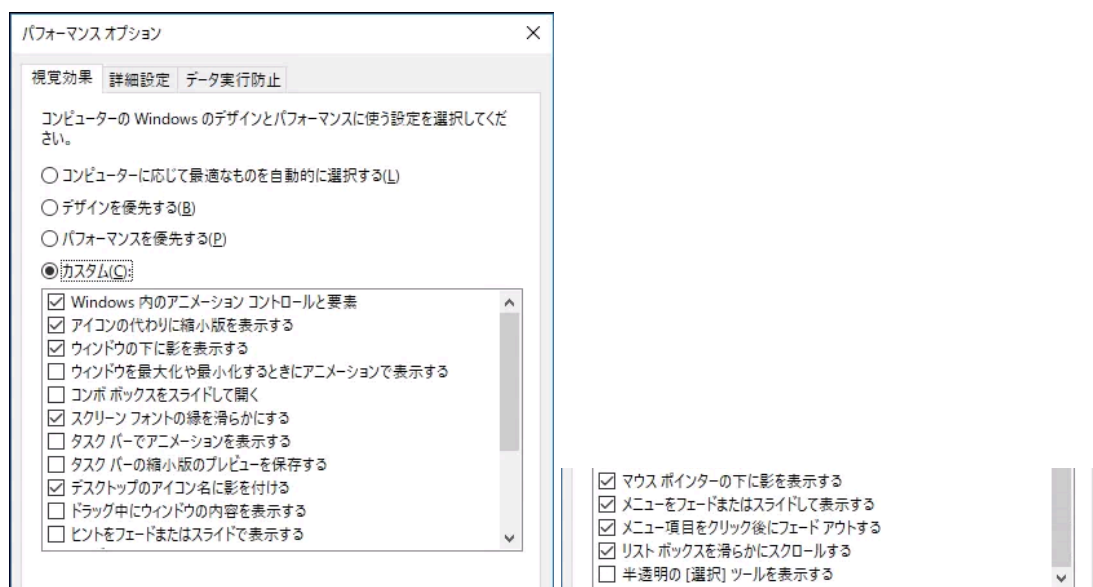 パフォーマンス オプション
視覚効果 詳細設定 データ実行防止
コンピューターの Windows のデザインとパフォーマンスに使う設定を選択してくだ
さい。
コンピューターに応じて最適なものを自動的に選択する(L)
デザインを優先する(B)
パフォーマンスを優先する(P)
カスタム(C):
Windows 内のアニメーション コントロールと要素
アイコンの代わりに縮小版を表示する
ウィンドウの下に影を表示する
ウィンドウを最大化や最小化するときにアニメーションで表示する
コンボ ボックスをスライドして開く
スクリーン フォントの縁を滑らかにする
タスク バーでアニメーションを表示する
タスク バーの縮小版のプレビューを保存する
デスクトップのアイコン名に影を付ける
ドラッグ中にウィンドウの内容を表示する
ヒントをフェードまたはスライドで表示する
マウス ポインターの下に影を表示する
メニューをフェードまたはスライドして表示する
メニュー項目をクリック後にフェード アウトする
リスト ボックスを滑らかにスクロールする
半透明の [選択] ツールを表示する